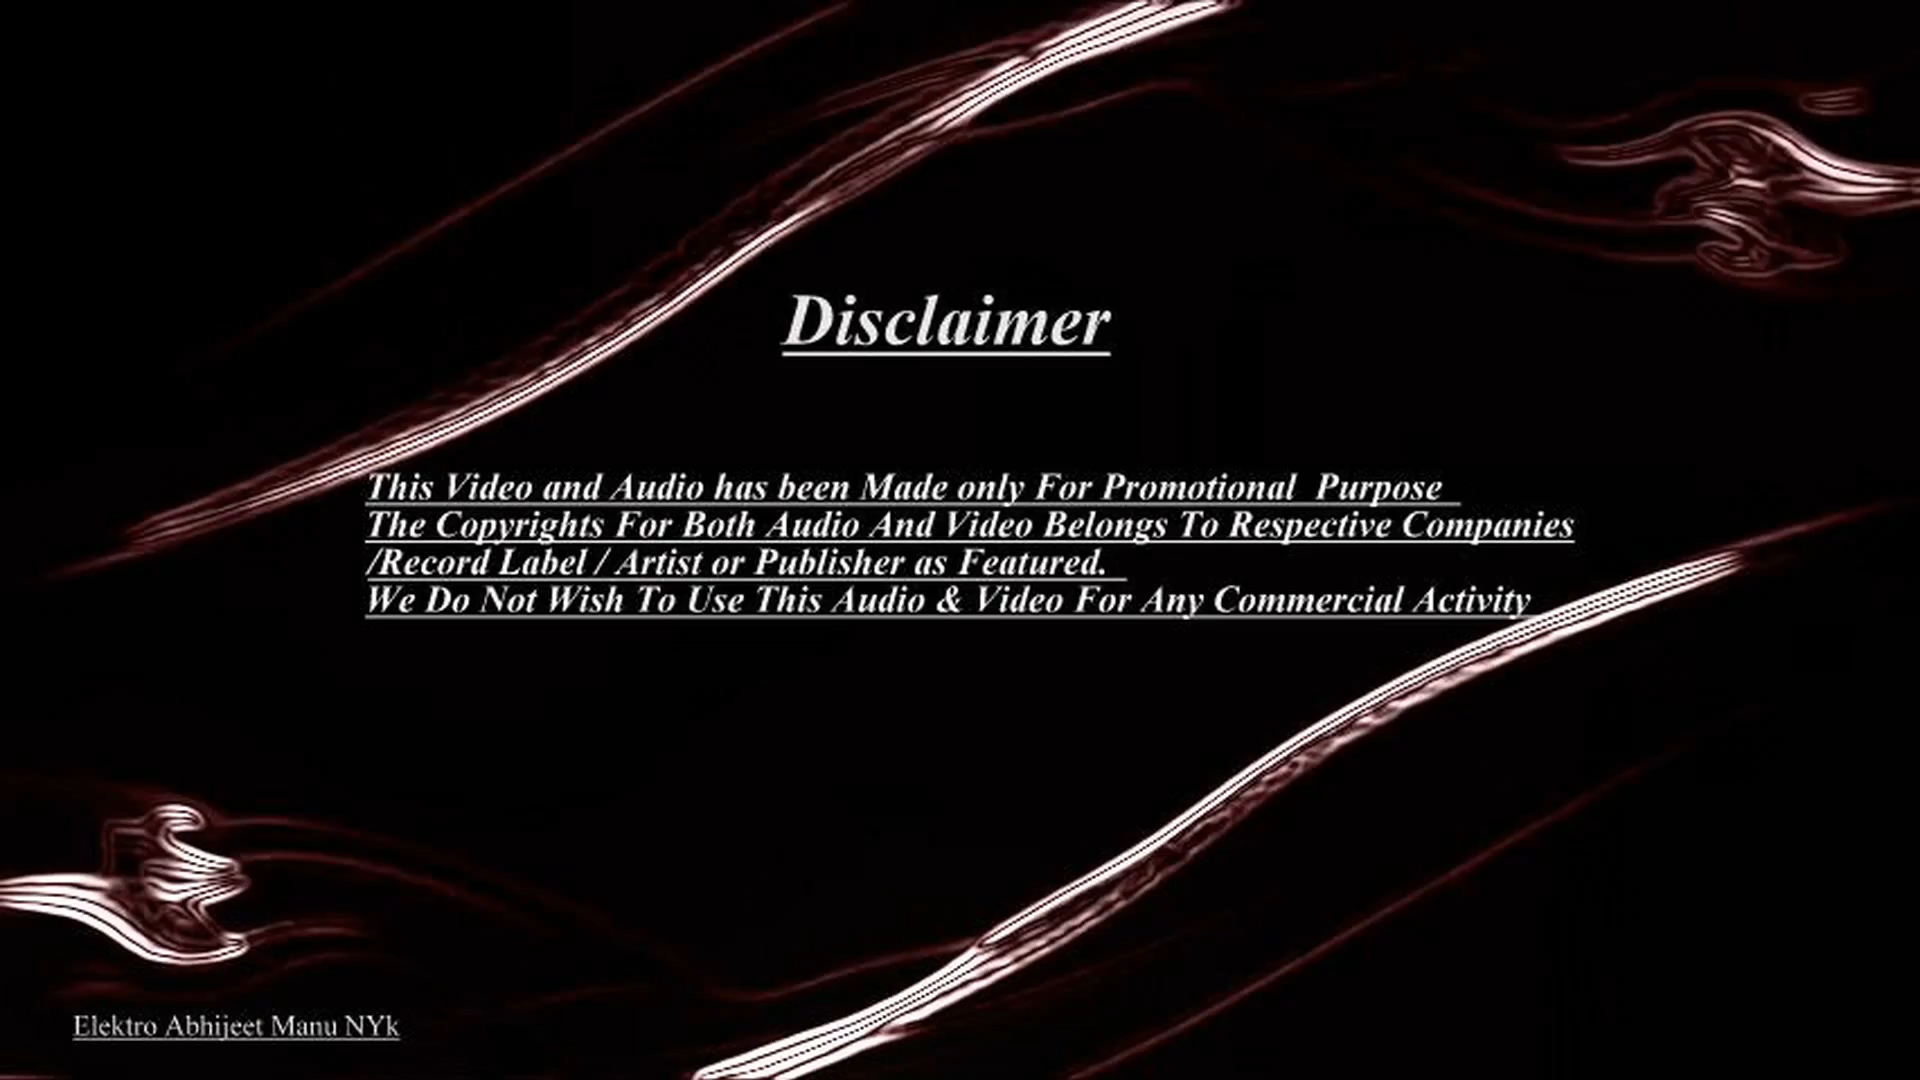 Disclaimer
This Video and Audio has been Made only For Promotional Purpose
The Copyrights For Both Audio And Video Belongs To Respective Companies
/Record Label / Artist or Publisher as Featured.
We Do Not Wish To Use This Audio & Video For Any Commercial Activity
Elektro Abhijeet Manu NYk